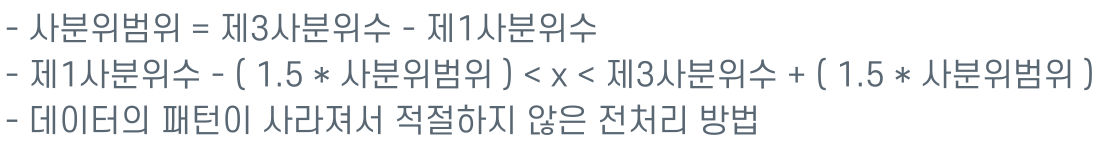 - 사분위범위 = 제3사분위수 - 제1사분위수
- 제1사분위수 - ( 1.5 * 사분위범위 ) < x < 제3사분위수 + ( 1.5 * 사분위범위 )
- 데이터의 패턴이 사라져서 적절하지 않은 전처리 방법